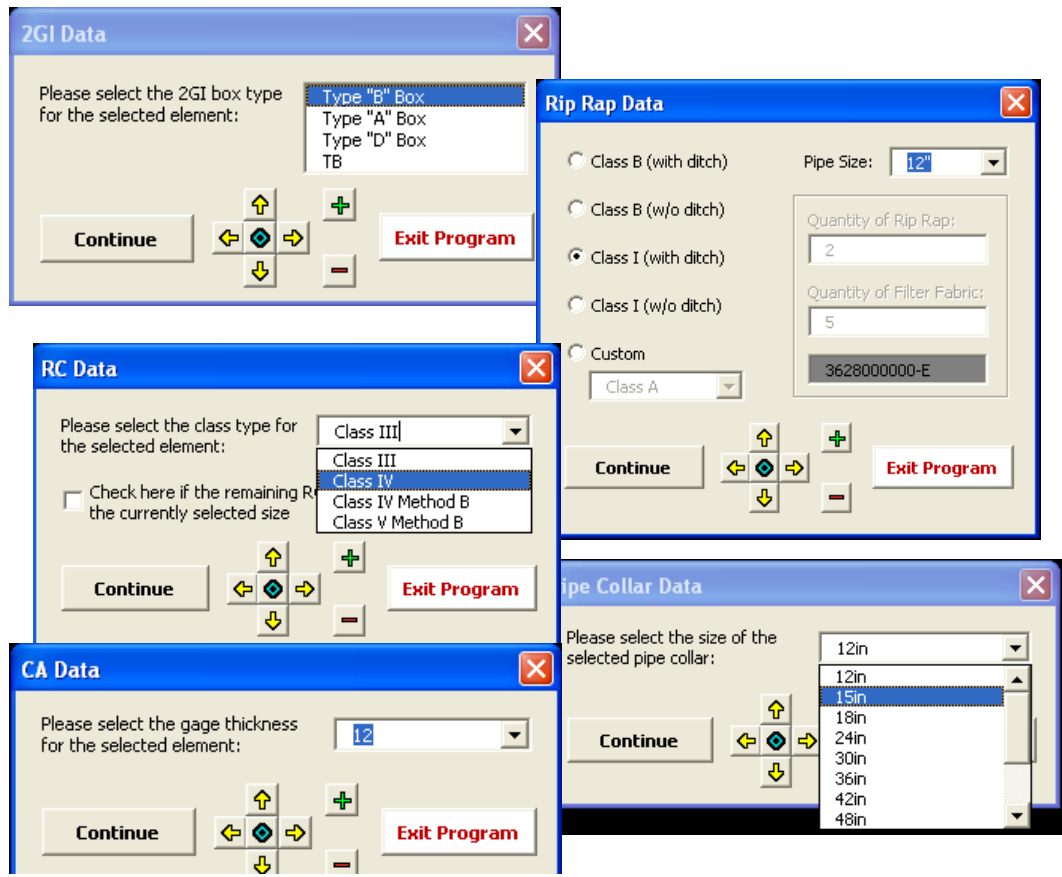 2GI Data
Please select the 2GI box type
for the selected element:
Type "B" Box
Type "A" Box
Type "D" Box
TB
Continue
Exit Program
Rip Rap Data
Class B (with ditch)
Class B (w/o ditch)
Class I (with ditch)
Class I (w/o ditch)
Custom
Class A
Pipe Size: 12"
Quantity of Rip Rap:
2
Quantity of Filter Fabric:
5
3628000000-E
Continue
Exit Program
RC Data
Please select the class type for
the selected element:
Class III
Class III
Class IV
Class IV Method B
Class V Method B
Check here if the remaining
the currently selected size
Continue
Exit Program
Pipe Collar Data
Please select the size of the
selected pipe collar:
12in
12in
15in
18in
24in
30in
36in
42in
48in
Continue
CA Data
Please select the gage thickness
for the selected element:
12
Continue
Exit Program